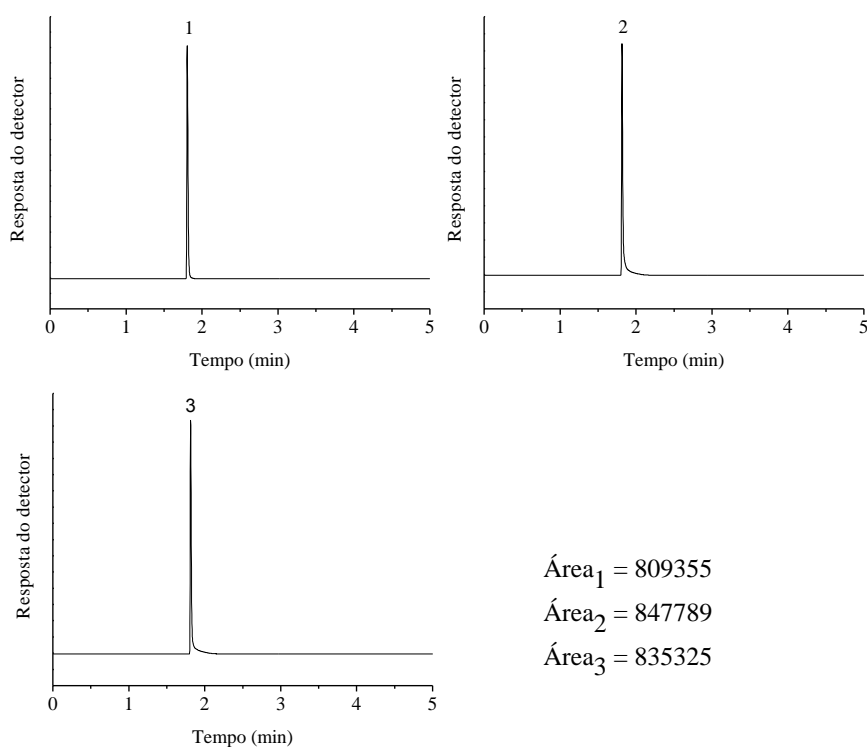 1
Resposta do detector
0 1 2 3 4 5
Tempo (min)
2
Resposta do detector
0 1 2 3 4 5
Tempo (min)
3
Resposta do detector
0 1 2 3 4 5
Tempo (min)
Área1 = 809355
Área2 = 847789
Área3 = 835325